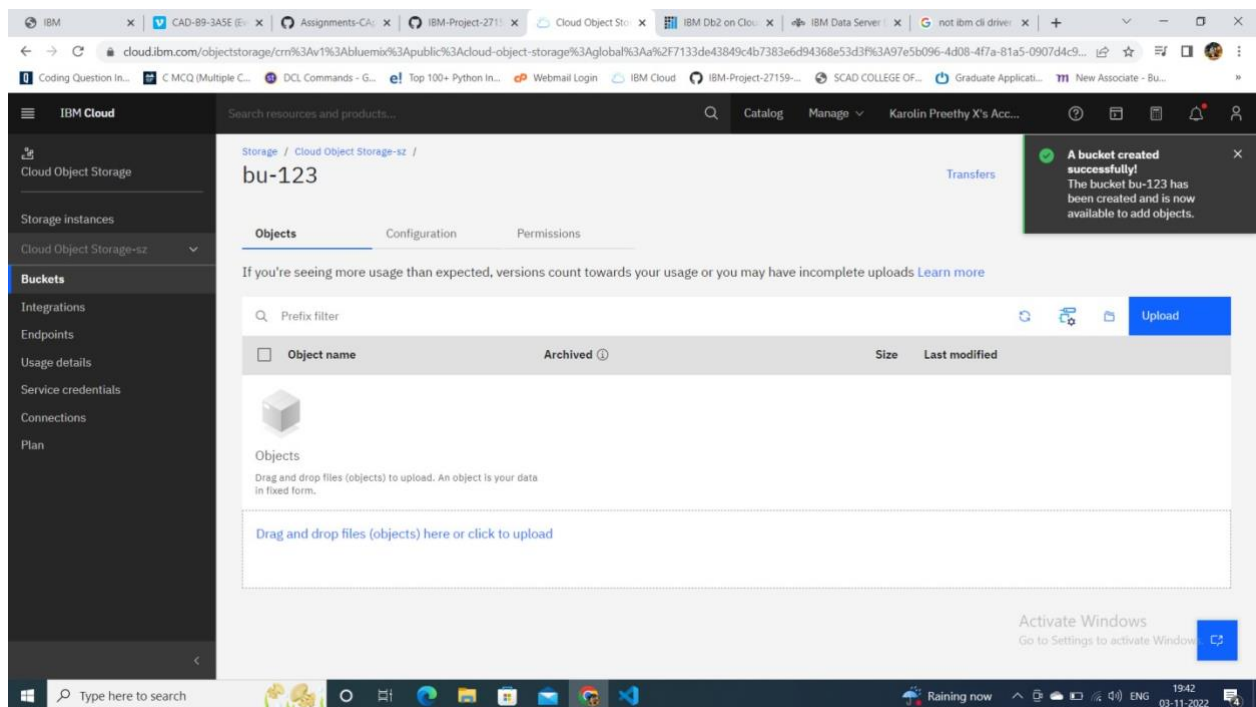 IBM
CAD-B9-3A5E (E
Assignments-CA
IBM-Project-2715
Cloud Object Sto
IBM Db2 on Clou
IBM Data Server
not ibm cli driver
cloud.ibm.com/objectstorage/crn%3Av1%3Abluemix%3Apublic%3Acloud-object-storage%3Aglobal%3Aa%2F7133de43849c4b7383e6d94368e53d3f%3A97e5b096-4d08-4f7a-81a5-0907d4c9...
Coding Question In...
C MCQ (Multiple C...
DCL Commands - G...
Top 100+ Python In...
Webmail Login
IBM Cloud
IBM-Project-27159-...
SCAD COLLEGE OF...
Graduate Applicati...
New Associate - Bu...
IBM Cloud
Search resources and products...
Catalog
Manage
Karolin Preethy X's Acc...
Cloud Object Storage
Storage instances
Cloud Object Storage-sz
Buckets
Integrations
Endpoints
Usage details
Service credentials
Connections
Plan
Storage / Cloud Object Storage-sz /
bu-123
Transfers
A bucket created
successfully!
The bucket bu-123 has
been created and is now
available to add objects.
Objects
Configuration
Permissions
If you're seeing more usage than expected, versions count towards your usage or you may have incomplete uploads Learn more
Prefix filter
Upload
Object name
Archived
Size
Last modified
Objects
Drag and drop files (objects) to upload. An object is your data
in fixed form.
Drag and drop files (objects) here or click to upload
Activate Windows
Go to Settings to activate Window
Type here to search
Raining now
ENG
19:42
03-11-2022
4